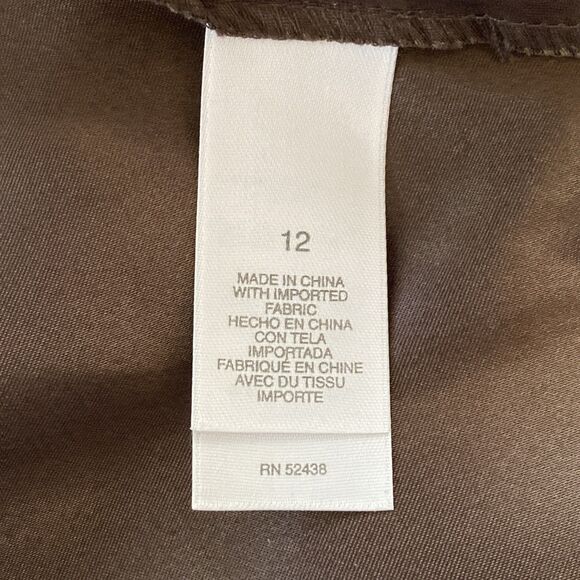 12
MADE IN CHINA
WITH IMPORTED
FABRIC
HECHO EN CHINA
CON TELA
IMPORTADA
FABRIQUÉ EN CHINE
AVEC DU TISSU
IMPORTE
RN 52438